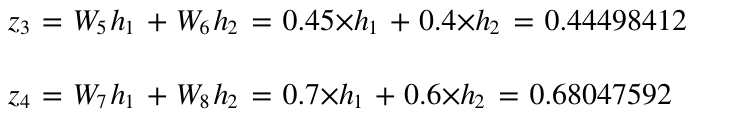 z₃ = W₅h₁ + W₆h₂ = 0.45×h₁ + 0.4×h₂ = 0.44498412
z₄ = W₇h₁ + W₈h₂ = 0.7×h₁ + 0.6×h₂ = 0.68047592